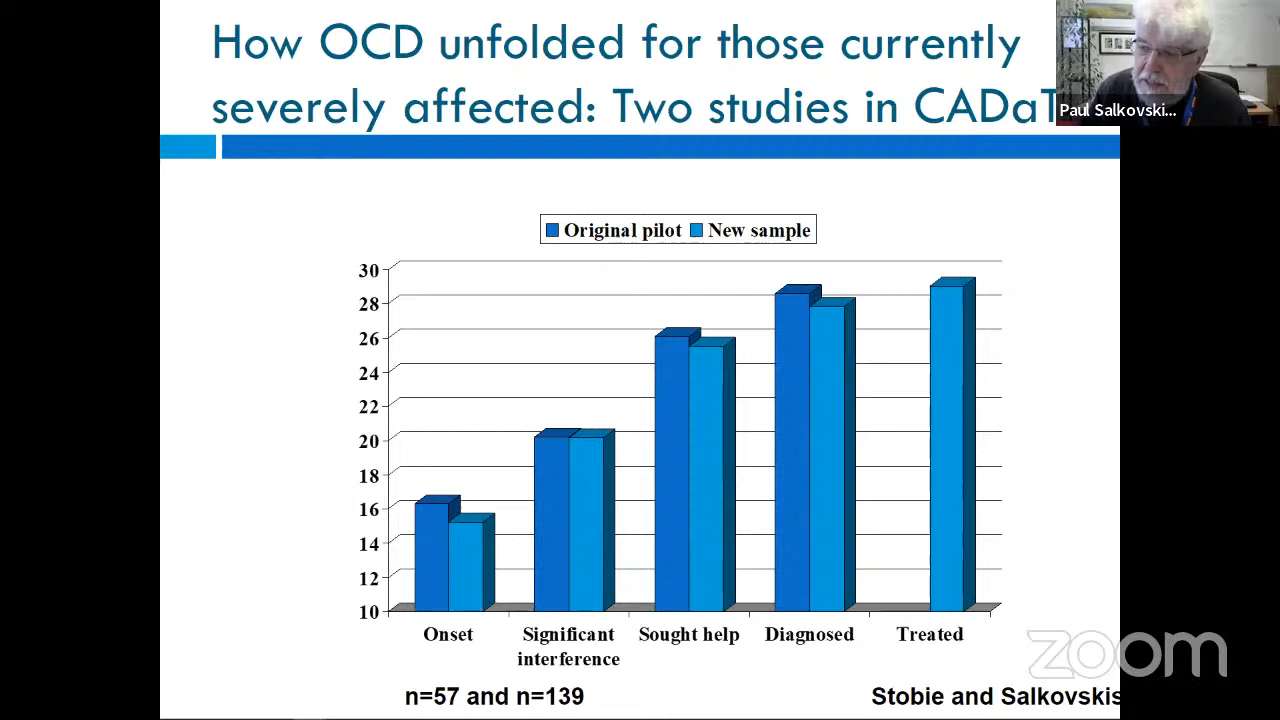 How OCD unfolded for those currently
severely affected: Two studies in CADaT
Paul Salkovski...
Original pilot New sample
30
28
26
24
22
20
18
16
14
12
10
Onset
Significant
interference
Sought help
Diagnosed
Treated
zoom
n=57 and n=139
Stobie and Salkovskis